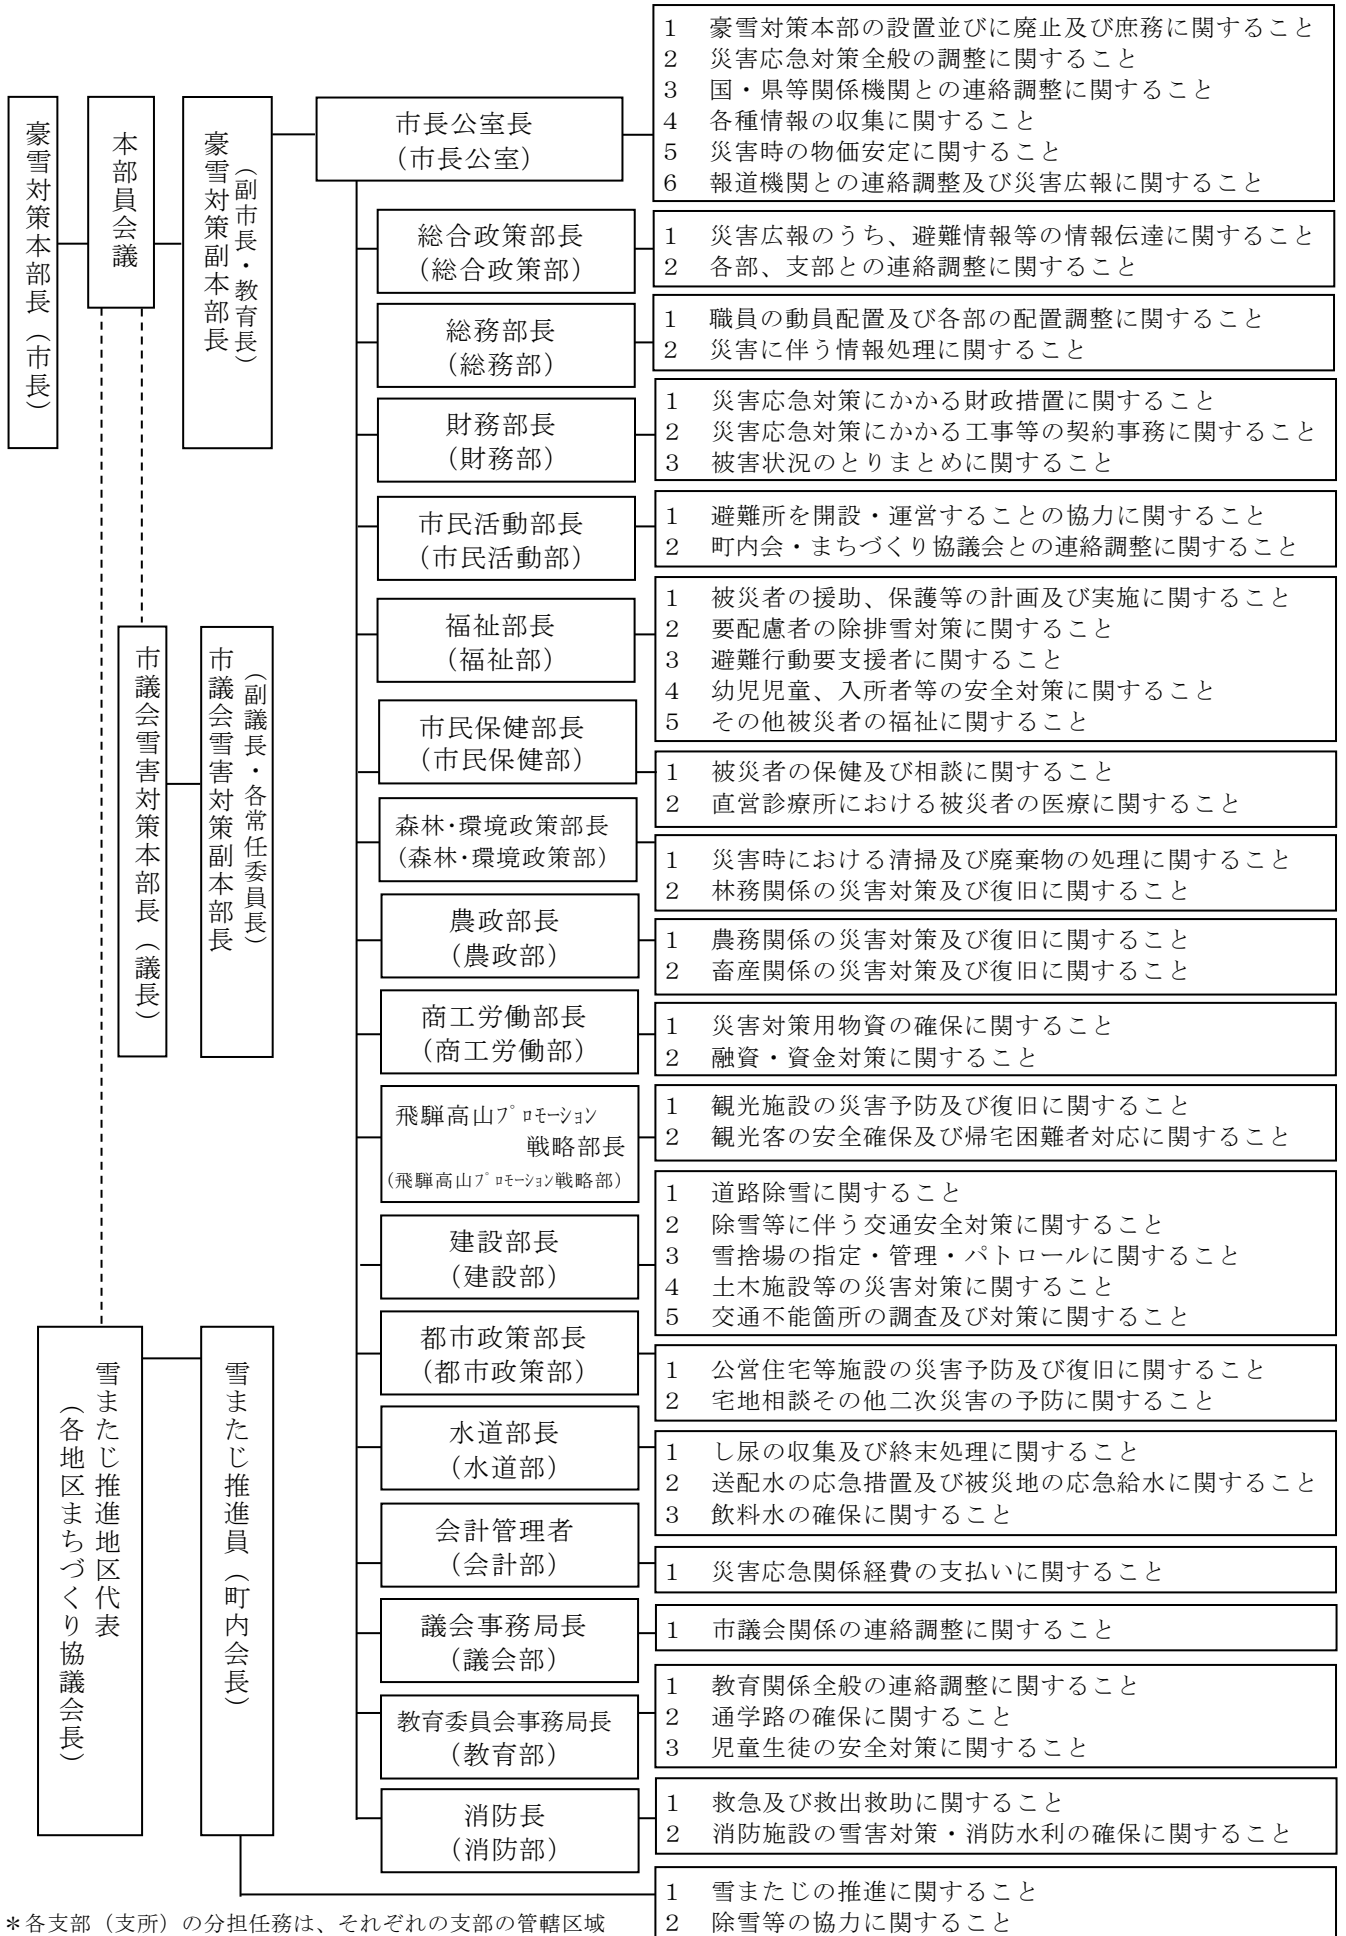 豪雪対策本部長（市長）
本部員会議
豪雪対策副本部長
（副市長・教育長）
市長公室長
（市長公室）
1　豪雪対策本部の設置並びに廃止及び庶務に関すること
2　災害応急対策全般の調整に関すること
3　国・県等関係機関との連絡調整に関すること
4　各種情報の収集に関すること
5　災害時の物価安定に関すること
6　報道機関との連絡調整及び災害広報に関すること
総合政策部長
（総合政策部）
1　災害広報のうち、避難情報等の情報伝達に関すること
2　各部、支部との連絡調整に関すること
総務部長
（総務部）
1　職員の動員配置及び各部の配置調整に関すること
2　災害に伴う情報処理に関すること
財務部長
（財務部）
1　災害応急対策にかかる財政措置に関すること
2　災害応急対策にかかる工事等の契約事務に関すること
3　被害状況のとりまとめに関すること
市民活動部長
（市民活動部）
1　避難所を開設・運営することの協力に関すること
2　町内会・まちづくり協議会との連絡調整に関すること
福祉部長
（福祉部）
1　被災者の援助、保護等の計画及び実施に関すること
2　要配慮者の除排雪対策に関すること
3　避難行動要支援者に関すること
4　幼児児童、入所者等の安全対策に関すること
5　その他被災者の福祉に関すること
市議会雪害対策本部長（議長）
市議会雪害対策副本部長
（副議長・各常任委員長）
市民保健部長
（市民保健部）
1　被災者の保健及び相談に関すること
2　直営診療所における被災者の医療に関すること
森林・環境政策部長
（森林・環境政策部）
1　災害時における清掃及び廃棄物の処理に関すること
2　林務関係の災害対策及び復旧に関すること
農政部長
（農政部）
1　農務関係の災害対策及び復旧に関すること
2　畜産関係の災害対策及び復旧に関すること
商工労働部長
（商工労働部）
1　災害対策用物資の確保に関すること
2　融資・資金対策に関すること
飛騨高山ﾌﾟﾛﾓｰｼｮﾝ
戦略部長
（飛騨高山ﾌﾟﾛﾓｰｼｮﾝ戦略部）
1　観光施設の災害予防及び復旧に関すること
2　観光客の安全確保及び帰宅困難者対応に関すること
建設部長
（建設部）
1　道路除雪に関すること
2　除雪等に伴う交通安全対策に関すること
3　雪捨場の指定・管理・パトロールに関すること
4　土木施設等の災害対策に関すること
5　交通不能箇所の調査及び対策に関すること
都市政策部長
（都市政策部）
1　公営住宅等施設の災害予防及び復旧に関すること
2　宅地相談その他二次災害の予防に関すること
水道部長
（水道部）
1　し尿の収集及び終末処理に関すること
2　送配水の応急措置及び被災地の応急給水に関すること
3　飲料水の確保に関すること
会計管理者
（会計部）
1　災害応急関係経費の支払いに関すること
議会事務局長
（議会部）
1　市議会関係の連絡調整に関すること
教育委員会事務局長
（教育部）
1　教育関係全般の連絡調整に関すること
2　通学路の確保に関すること
3　児童生徒の安全対策に関すること
消防長
（消防部）
1　救急及び救出救助に関すること
2　消防施設の雪害対策・消防水利の確保に関すること
雪またじ推進地区代表
（各地区まちづくり協議会長）
雪またじ推進員（町内会長）
1　雪またじの推進に関すること
2　除雪等の協力に関すること
＊各支部（支所）の分担任務は、それぞれの支部の管轄区域